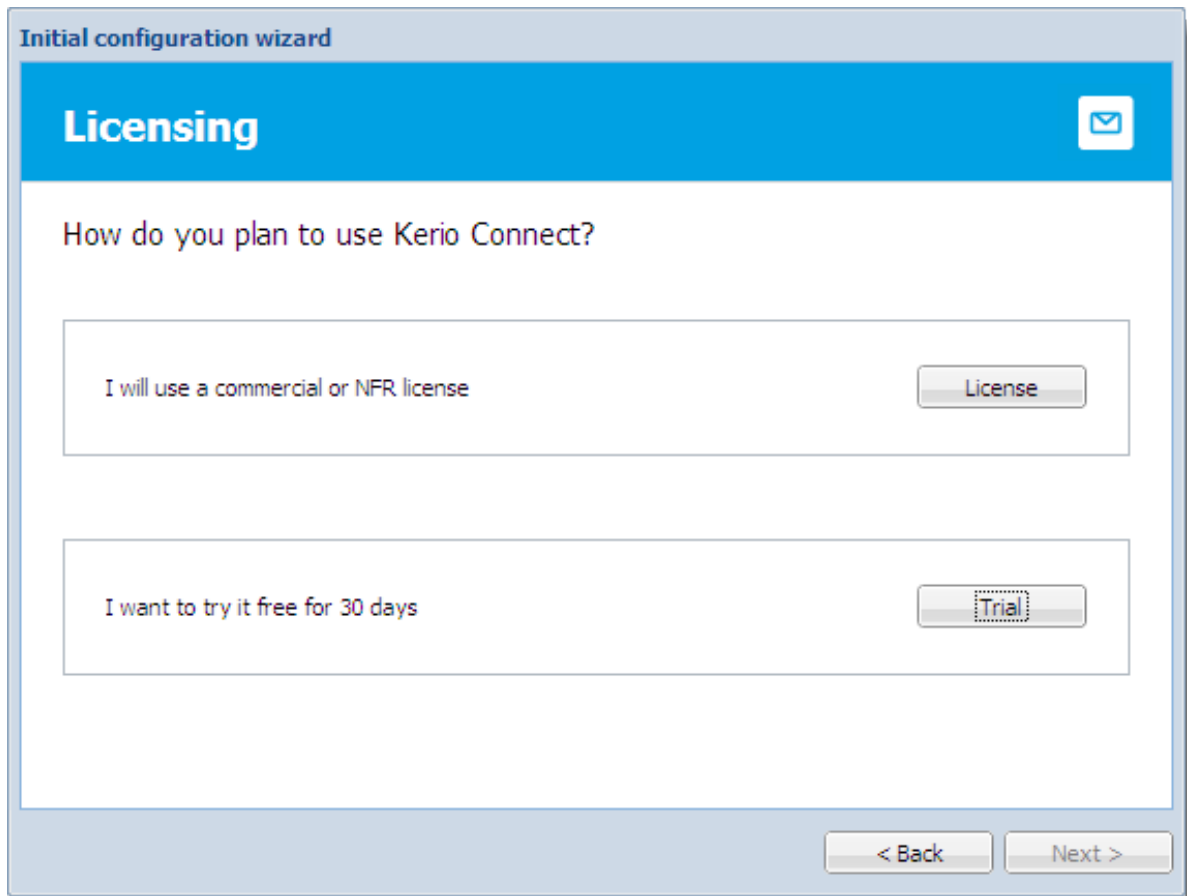 Initial configuration wizard
Licensing
How do you plan to use Kerio Connect?
I will use a commercial or NFR license
License
I want to try it free for 30 days
Trial
< Back
Next >